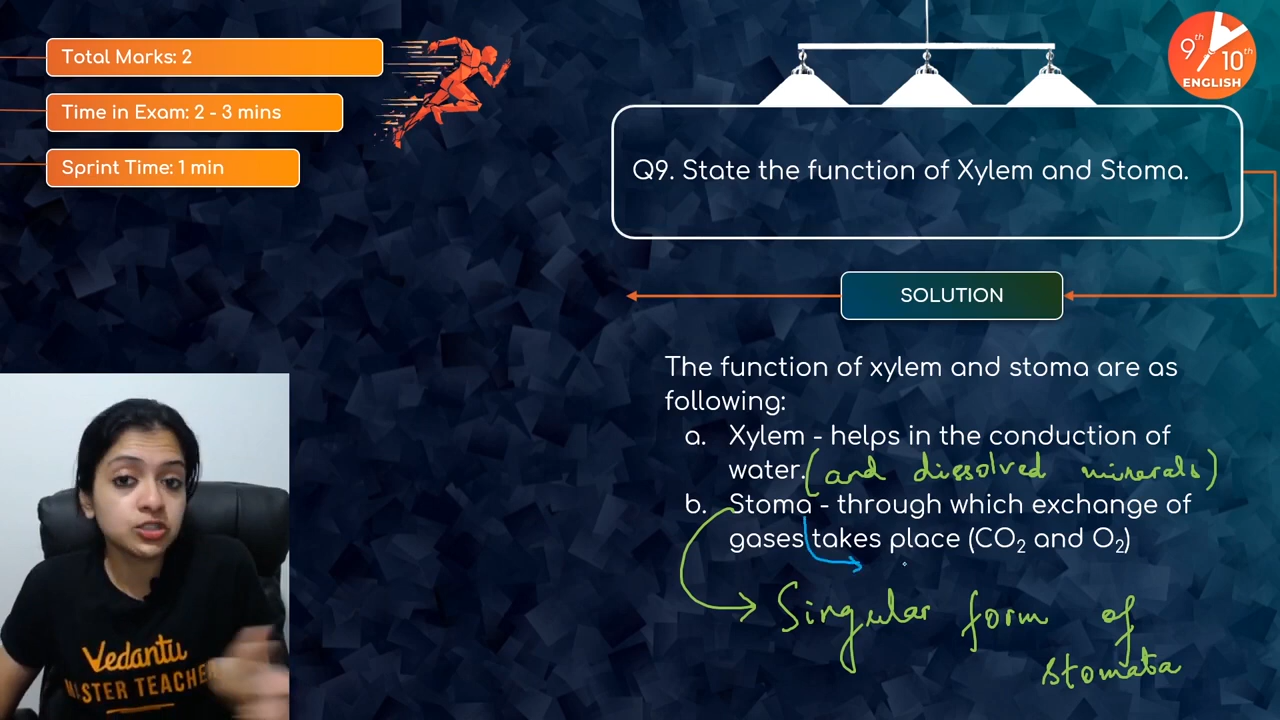 Total Marks: 2
Time in Exam: 2 - 3 mins
Sprint Time: 1 min
9th 10th
ENGLISH
Q9. State the function of Xylem and Stoma.
SOLUTION
The function of xylem and stoma are as
following:
a. Xylem - helps in the conduction of
water. (and dissolved minerals)
b. Stoma - through which exchange of
gases takes place (CO₂ and O₂)
Singular form of
stomata
Vedantu
MASTER TEACHER